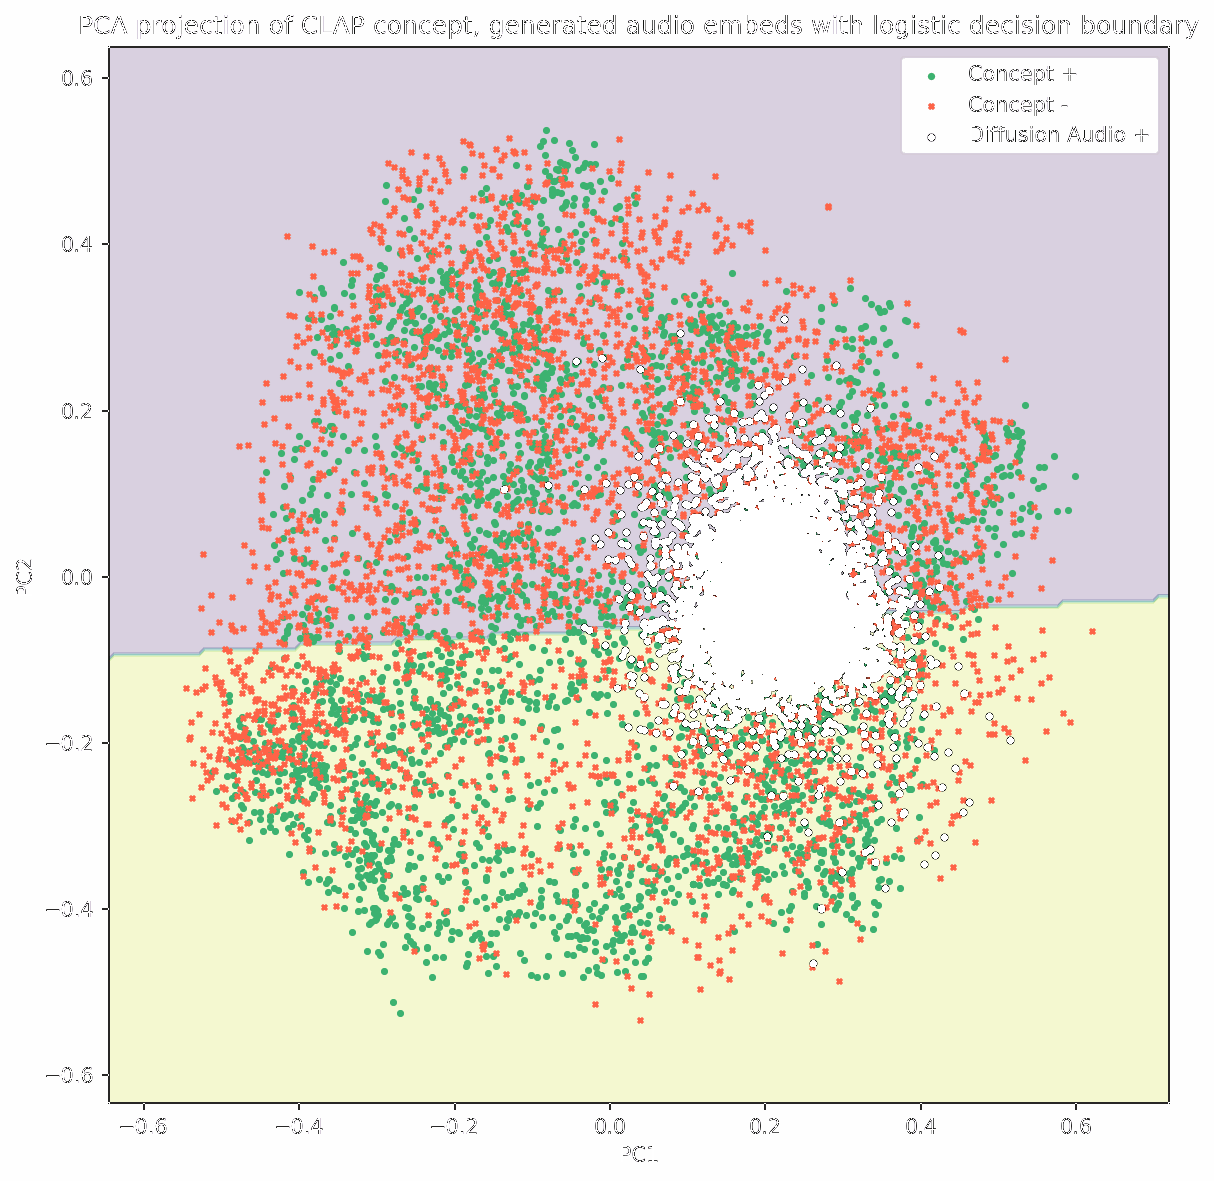 PCA projection of CLAP concept, generated audio embeds with logistic decision boundary
Concept +
Concept -
Diffusion Audio +
0.6
0.4
0.2
0.0
−0.2
−0.4
−0.6
PC2
−0.6
−0.4
−0.2
0.0
0.2
0.4
0.6
PC1